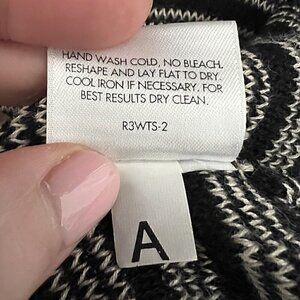 HAND WASH COLD, NO BLEACH.
RESHAPE AND LAY FLAT TO DRY.
COOL IRON IF NECESSARY. FOR
BEST RESULTS DRY CLEAN.
R3WTS-2
A